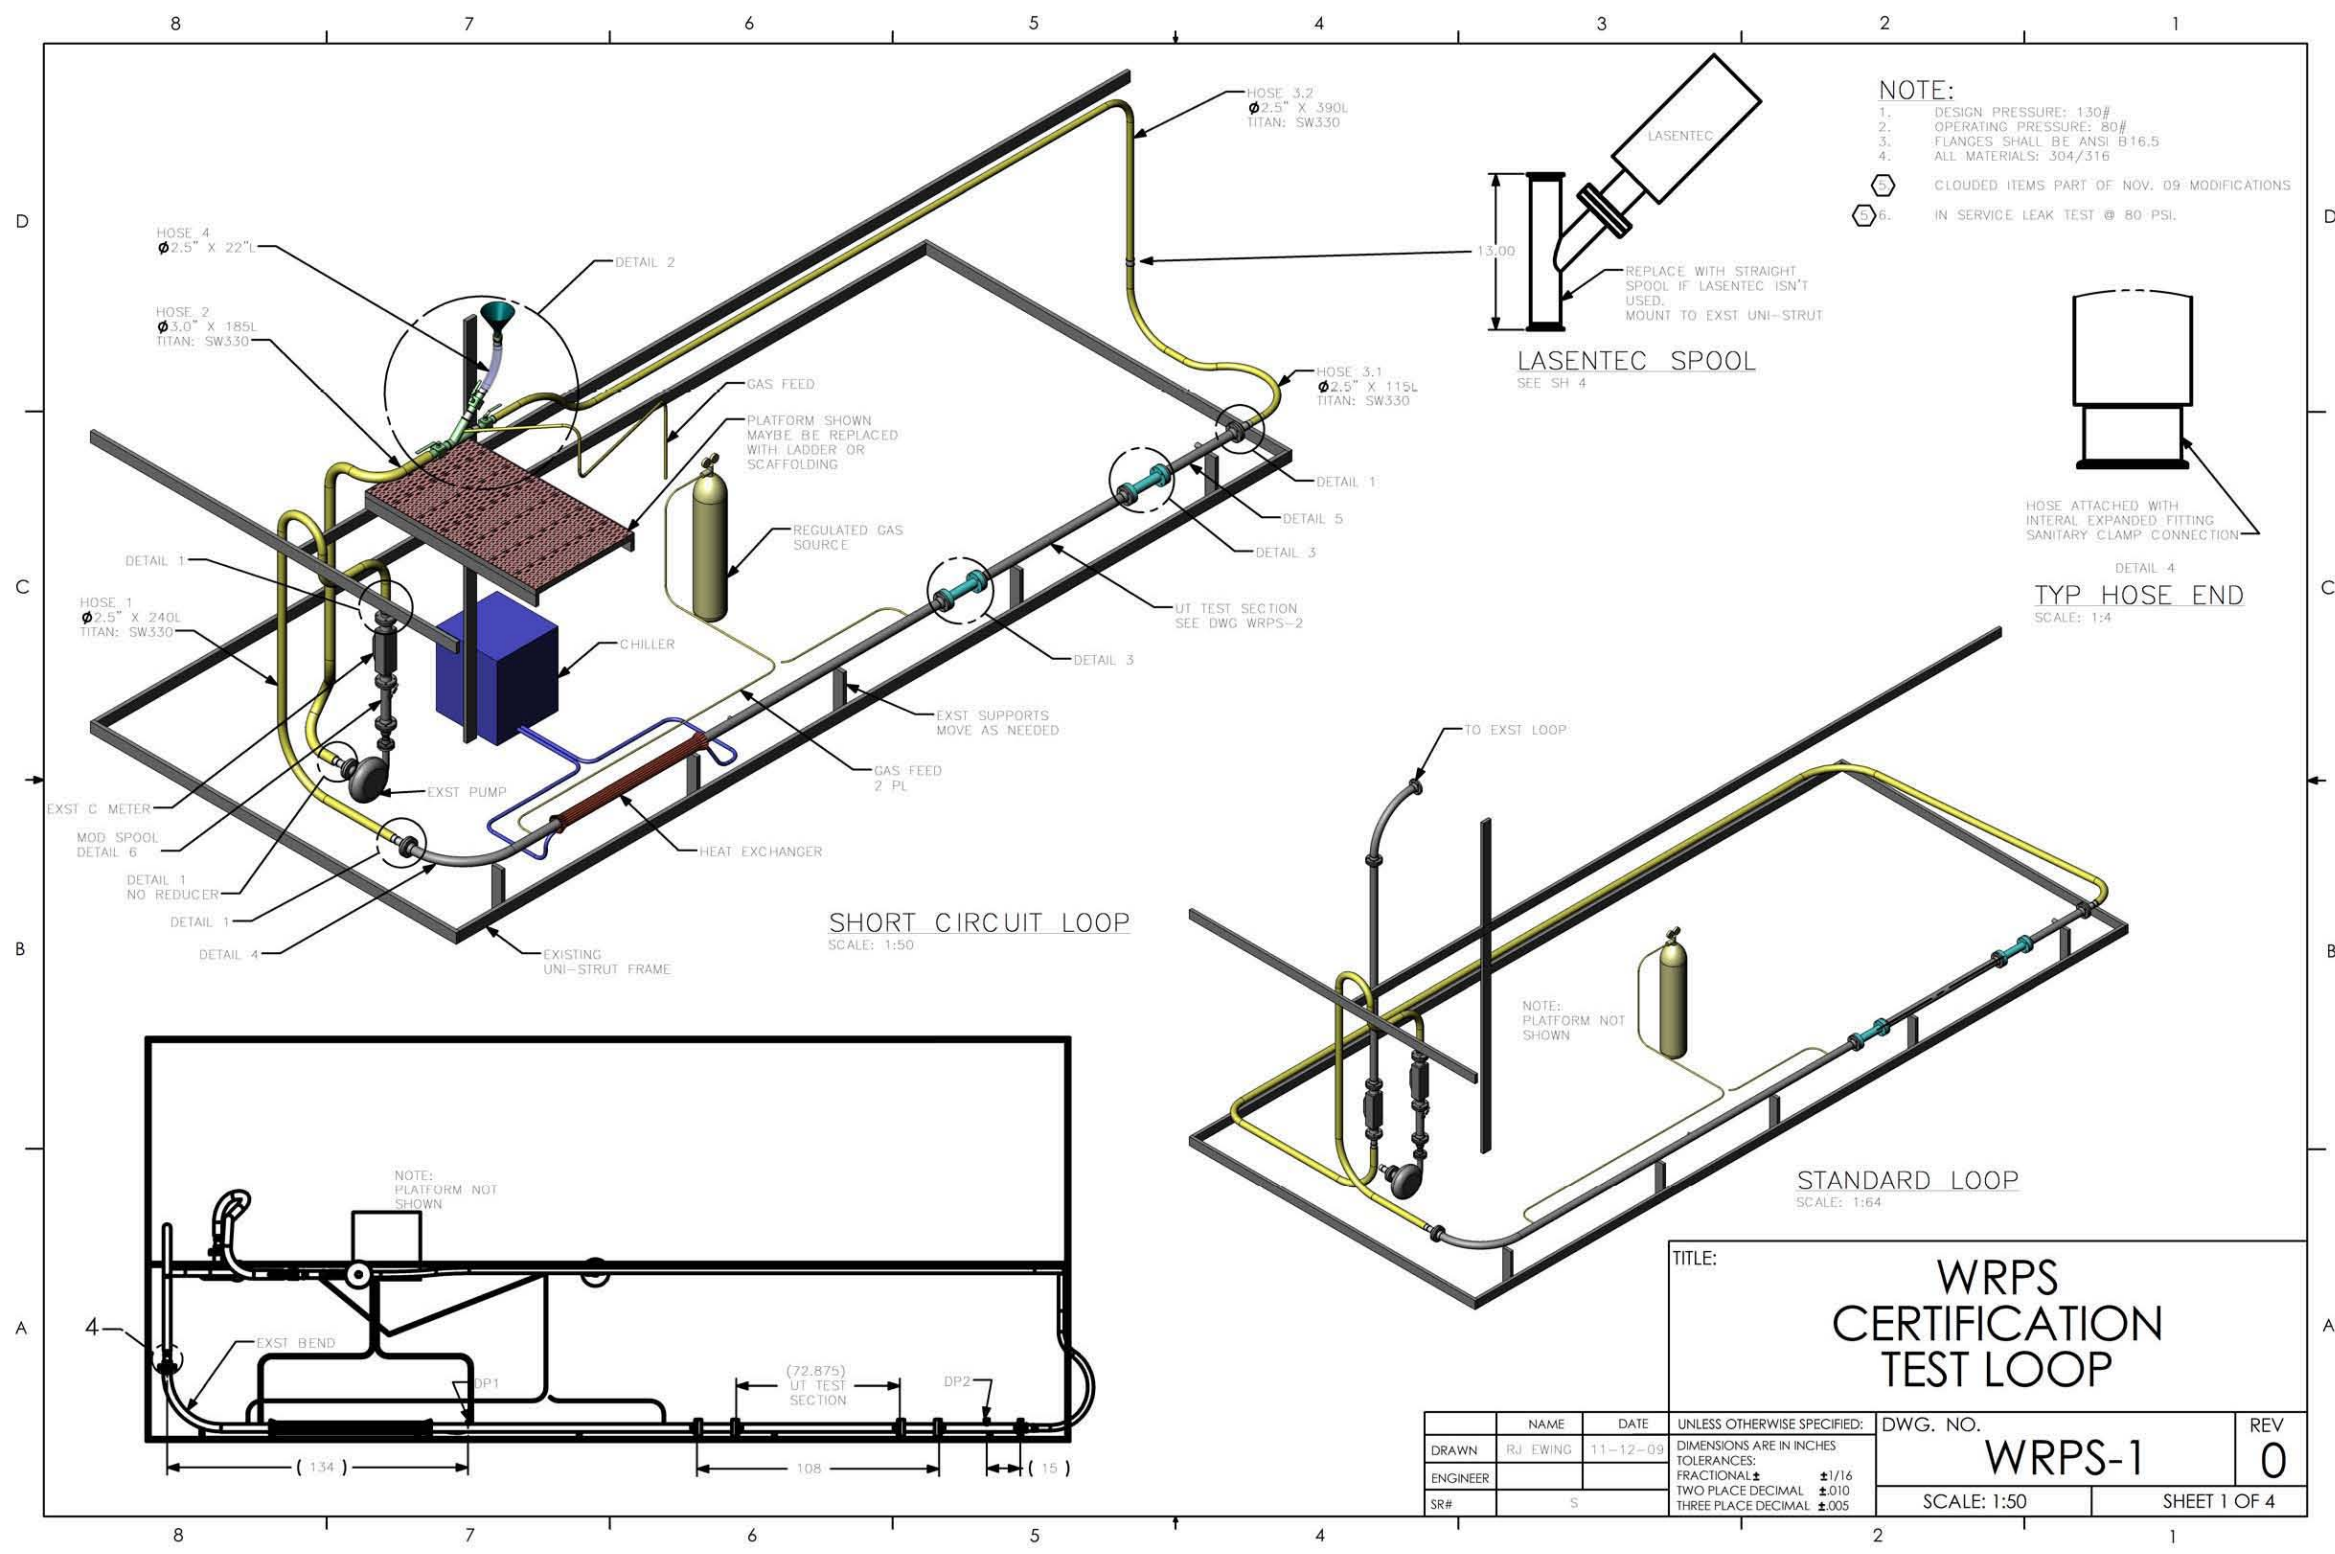 8 7 6 5 4 3 2 1
D
C
B
A
D
C
B
A
HOSE 3.2
Ø2.5" X 390L
TITAN: SW330
LASENTEC
13.00
REPLACE WITH STRAIGHT
SPOOL IF LASENTEC ISN'T
USED.
MOUNT TO EXST UNI-STRUT
LASENTEC SPOOL
SEE SH 4
NOTE:
1. DESIGN PRESSURE: 130#
2. OPERATING PRESSURE: 80#
3. FLANGES SHALL BE ANSI B16.5
4. ALL MATERIALS: 304/316
5 CLOUDED ITEMS PART OF NOV. 09 MODIFICATIONS
5 6. IN SERVICE LEAK TEST @ 80 PSI.
HOSE 4
Ø2.5" X 22"L
DETAIL 2
HOSE 2
Ø3.0" X 185L
TITAN: SW330
GAS FEED
PLATFORM SHOWN
MAYBE BE REPLACED
WITH LADDER OR
SCAFFOLDING
HOSE 3.1
Ø2.5" X 115L
TITAN: SW330
DETAIL 1
DETAIL 5
DETAIL 3
REGULATED GAS
SOURCE
HOSE ATTACHED WITH
INTERAL EXPANDED FITTING
SANITARY CLAMP CONNECTION
DETAIL 4
TYP HOSE END
SCALE: 1:4
DETAIL 1
HOSE 1
Ø2.5" X 240L
TITAN: SW330
CHILLER
UT TEST SECTION
SEE DWG WRPS-2
DETAIL 3
EXST SUPPORTS
MOVE AS NEEDED
GAS FEED
2 PL
EXST PUMP
EXST C METER
MOD SPOOL
DETAIL 6
DETAIL 1
NO REDUCER
DETAIL 1
DETAIL 4
HEAT EXCHANGER
EXISTING
UNI-STRUT FRAME
SHORT CIRCUIT LOOP
SCALE: 1:50
TO EXST LOOP
NOTE:
PLATFORM NOT
SHOWN
STANDARD LOOP
SCALE: 1:64
NOTE:
PLATFORM NOT
SHOWN
4
EXST BEND
DP1
(72.875)
UT TEST
SECTION
DP2
( 134 )
108
( 15 )
TITLE:
WRPS
CERTIFICATION
TEST LOOP
NAME DATE
DRAWN RJ EWING 11-12-09
ENGINEER
SR# S
UNLESS OTHERWISE SPECIFIED:
DIMENSIONS ARE IN INCHES
TOLERANCES:
FRACTIONAL± ±1/16
TWO PLACE DECIMAL ±.010
THREE PLACE DECIMAL ±.005
DWG. NO.
WRPS-1
REV
0
SCALE: 1:50
SHEET 1 OF 4
8 7 6 5 4 3 2 1